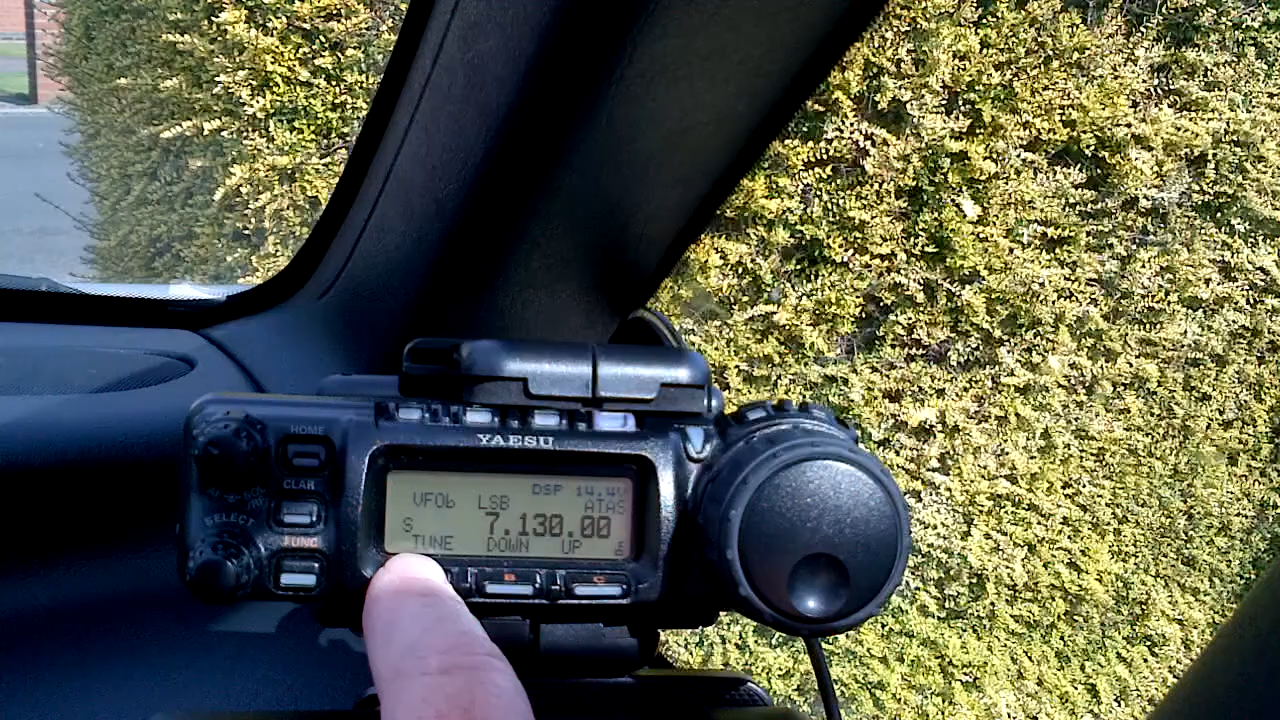 HOME
YAESU
CLAR
DSP 14.4V
VFOb LSB ATAS
SELECT
S 7.130.00
FUNC
TUNE DOWN UP
B C